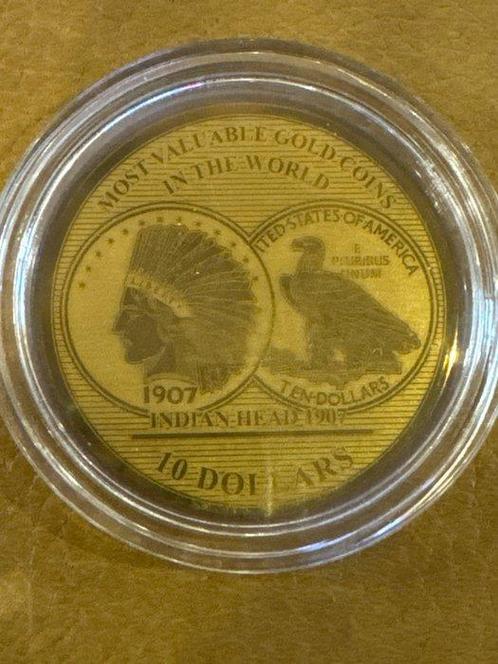 MOST VALUABLE GOLD COINS
IN THE WORLD
LIBERTY
1907
UNITED STATES OF AMERICA
E
PLURIBUS
UNUM
TEN DOLLARS
INDIAN-HEAD 1907
10 DOLLARS